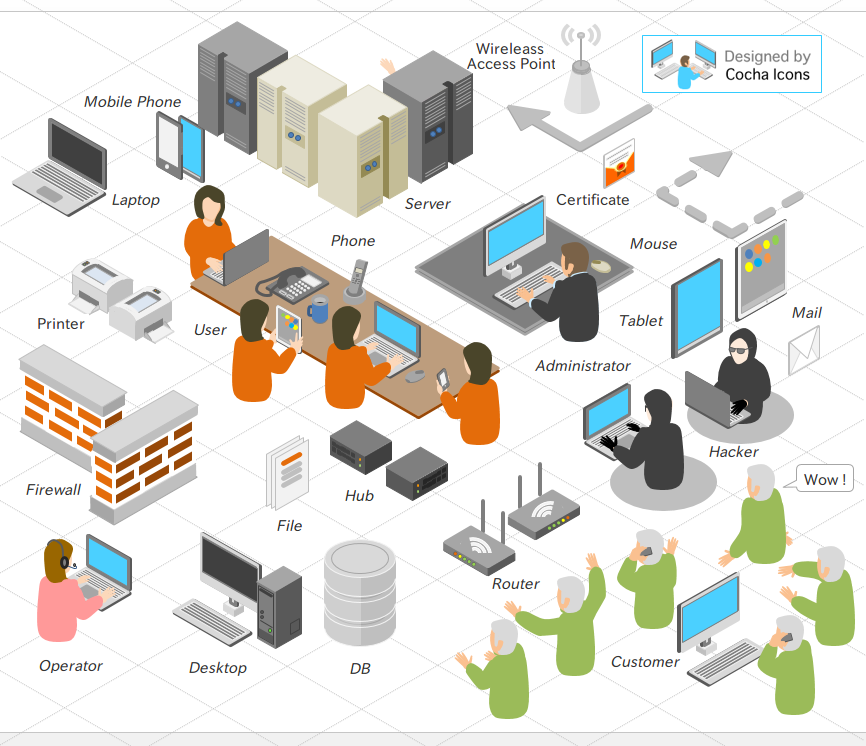 Wireleass
Access Point
Designed by
Cocha Icons
Mobile Phone
Laptop
Server
Certificate
Phone
Mouse
Printer
User
Tablet
Mail
Administrator
Firewall
File
Hub
Hacker
Wow !
Router
Operator
Desktop
DB
Customer